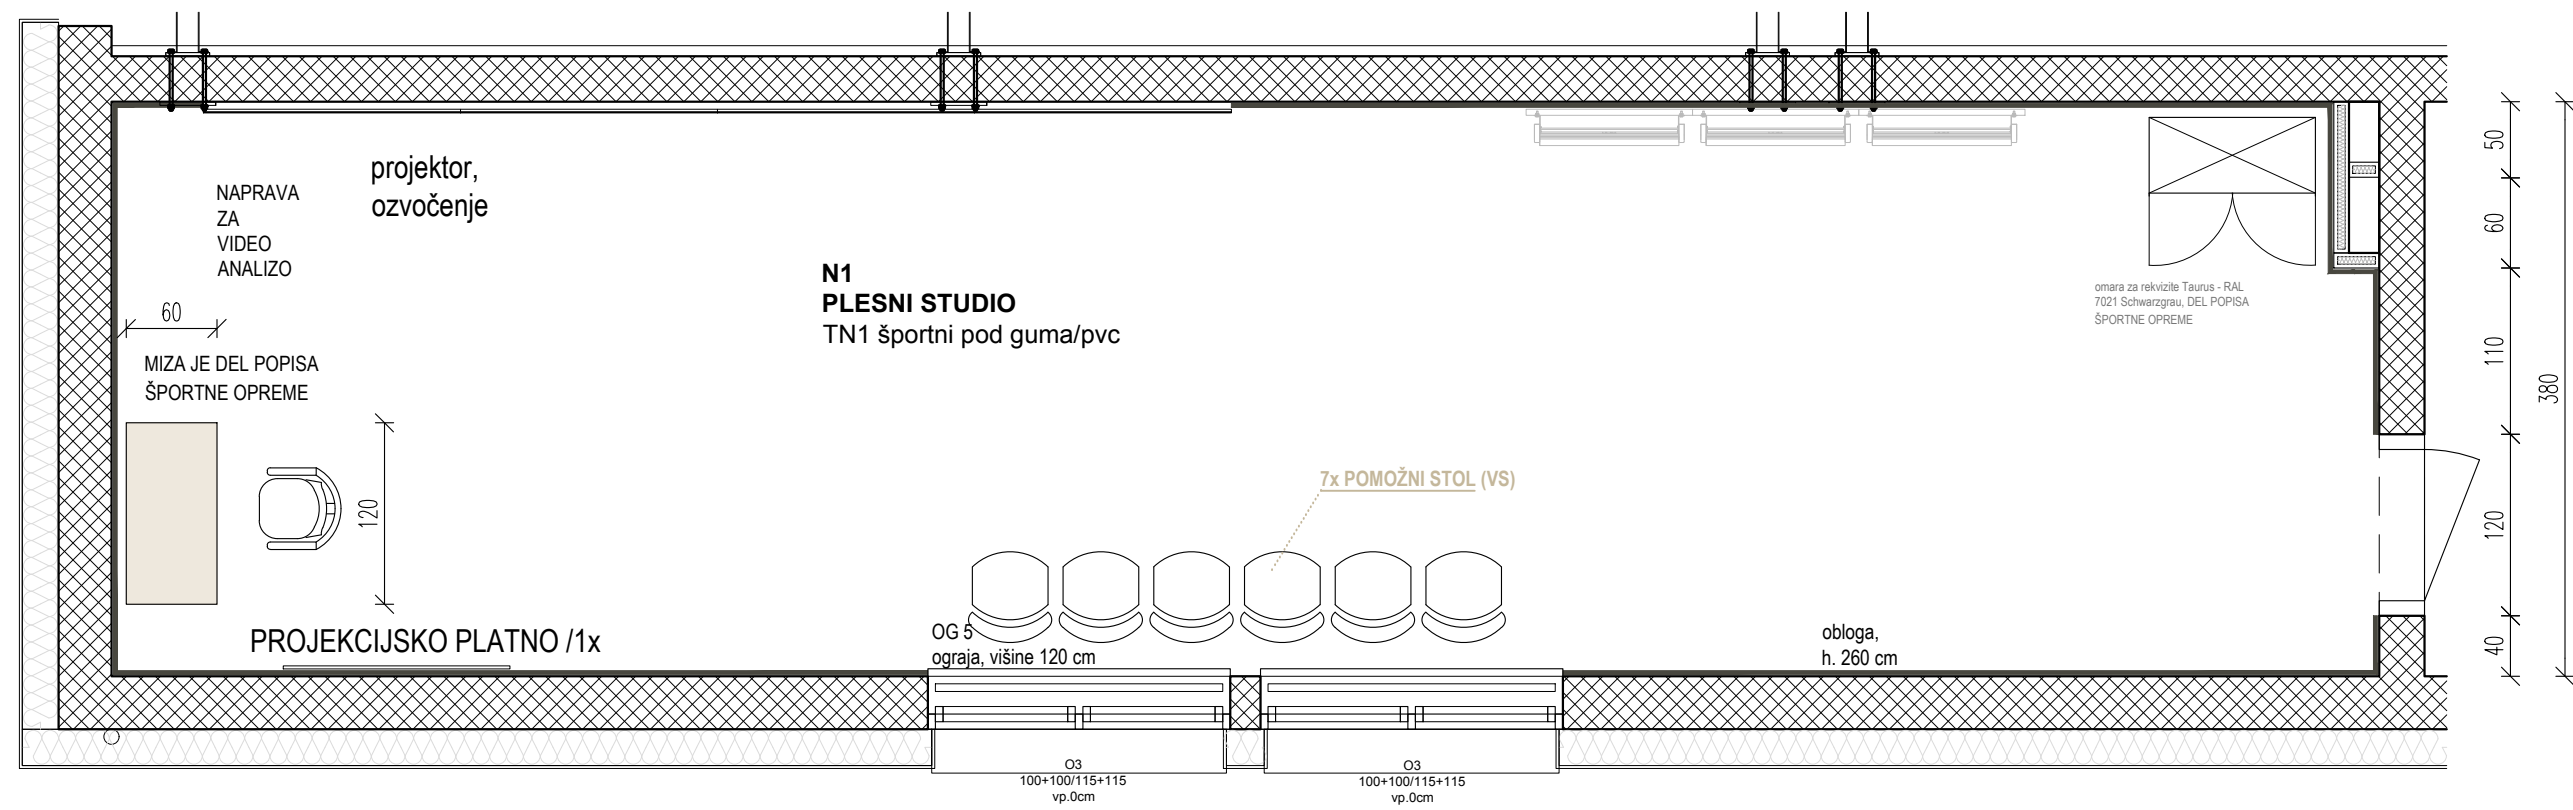 projektor,
ozvočenje
NAPRAVA
ZA
VIDEO
ANALIZO
N1
PLESNI STUDIO
TN1 športni pod guma/pvc
omara za rekvizite Taurus - RAL
7021 Schwarzgrau, DEL POPISA
ŠPORTNE OPREME
60
MIZA JE DEL POPISA
ŠPORTNE OPREME
120
7x POMOŽNI STOL (VS)
PROJEKCIJSKO PLATNO /1x
OG 5
ograja, višine 120 cm
obloga,
h. 260 cm
O3
100+100/115+115
vp.0cm
O3
100+100/115+115
vp.0cm
50
60
110
120
40
380